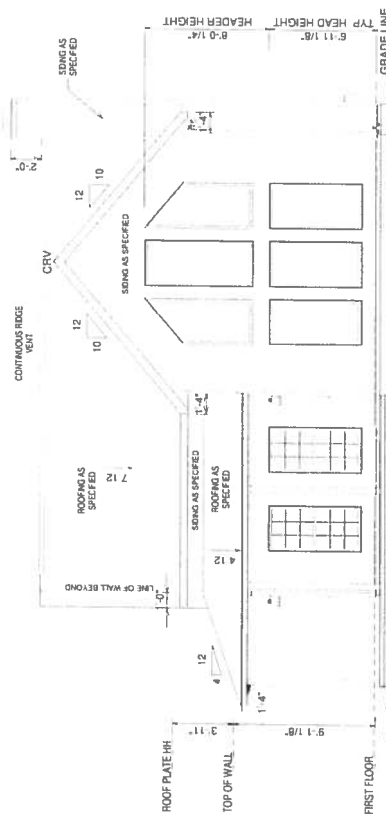 CONTINUOUS RIDGE
VENT
CRV
2'-0"
SIDING AS
SPECIFIED
12
10
12
10
ROOFING AS
SPECIFIED
7 12
SIDING AS SPECIFIED
LINE OF WALL BEYOND
1'-4"
1'-4"
SIDING AS SPECIFIED
ROOFING AS
SPECIFIED
4 12
12
4
1'-4"
ROOF PLATE HH
3'-11"
TOP OF WALL
9'-1 1/8"
FIRST FLOOR
HEADER HEIGHT
8'-0 1/4"
TYP HEAD HEIGHT
6'-11 1/8"
GRADE LINE